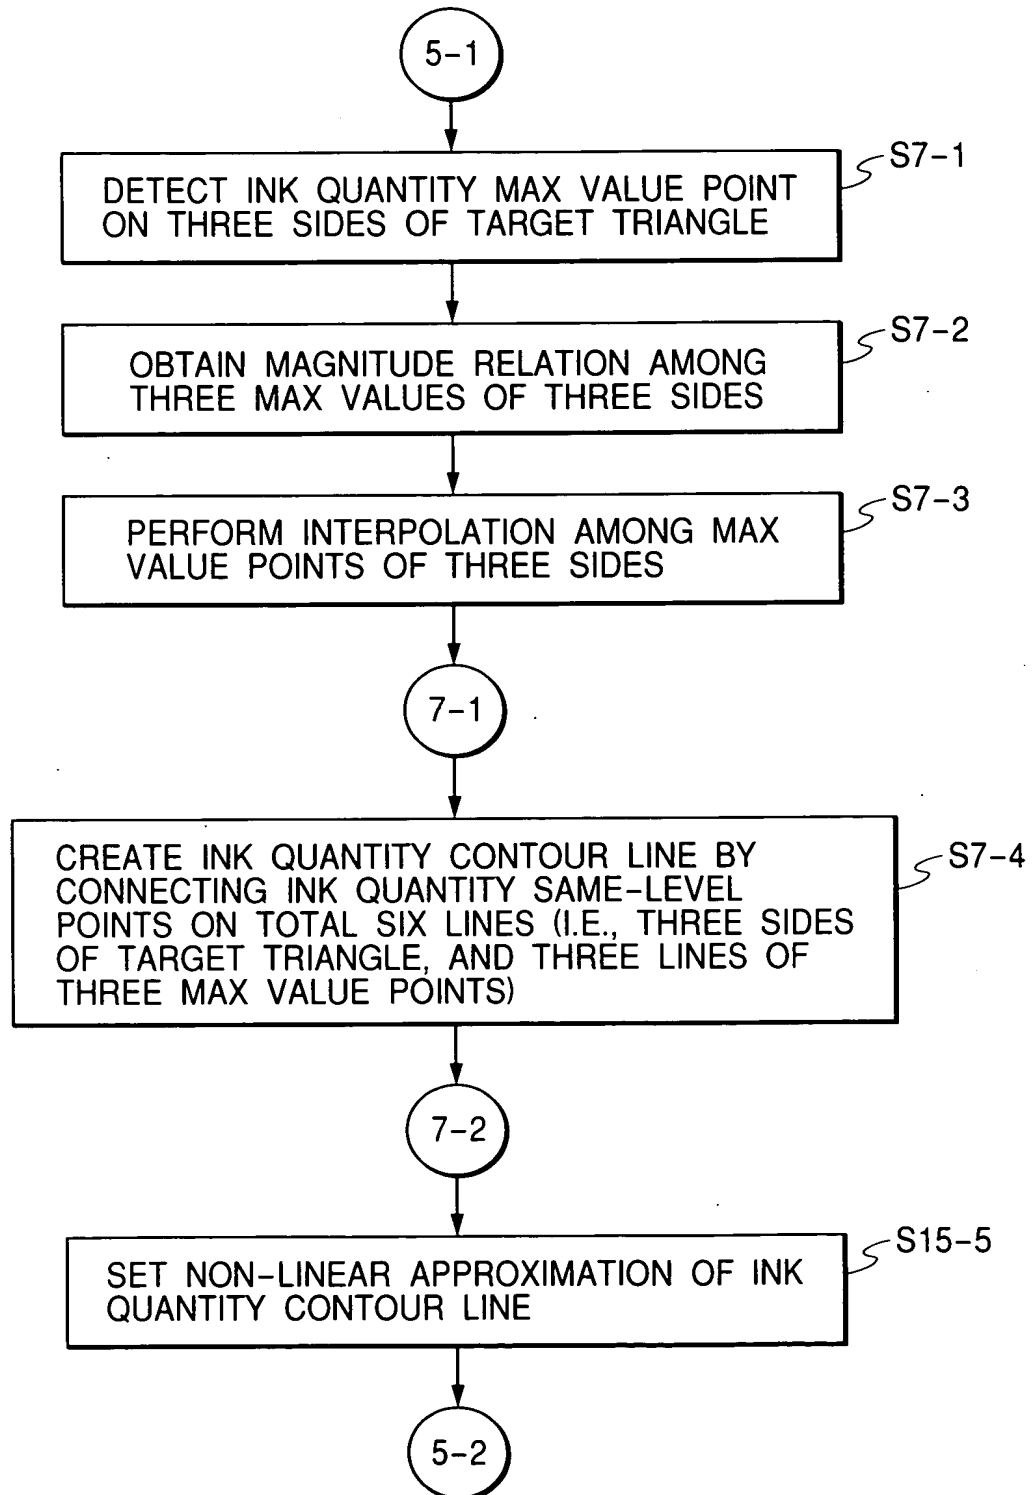 5-1
S7-1
DETECT INK QUANTITY MAX VALUE POINT
ON THREE SIDES OF TARGET TRIANGLE
S7-2
OBTAIN MAGNITUDE RELATION AMONG
THREE MAX VALUES OF THREE SIDES
S7-3
PERFORM INTERPOLATION AMONG MAX
VALUE POINTS OF THREE SIDES
7-1
S7-4
CREATE INK QUANTITY CONTOUR LINE BY
CONNECTING INK QUANTITY SAME-LEVEL
POINTS ON TOTAL SIX LINES (I.E., THREE SIDES
OF TARGET TRIANGLE, AND THREE LINES OF
THREE MAX VALUE POINTS)
7-2
S15-5
SET NON-LINEAR APPROXIMATION OF INK
QUANTITY CONTOUR LINE
5-2